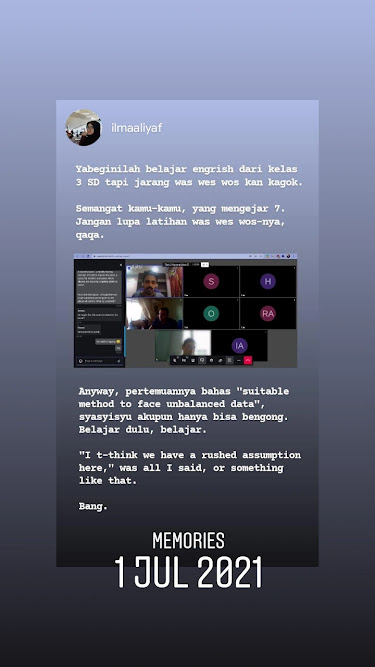 ilmaaliyaf
Yabeginilah belajar engrish dari kelas
3 SD tapi jarang was wes wos kan kagok.
Semangat kamu-kamu, yang mengejar 7.
Jangan lupa latihan was wes wos-nya,
qaqa.
S
H
O
RA
IA
Anyway, pertemuannya bahas "suitable
method to face unbalanced data",
syasyisyu akupun hanya bisa bengong.
Belajar dulu, belajar.
"I t-think we have a rushed assumption
here," was all I said, or something
like that.
Bang.
MEMORIES
1 JUL 2021